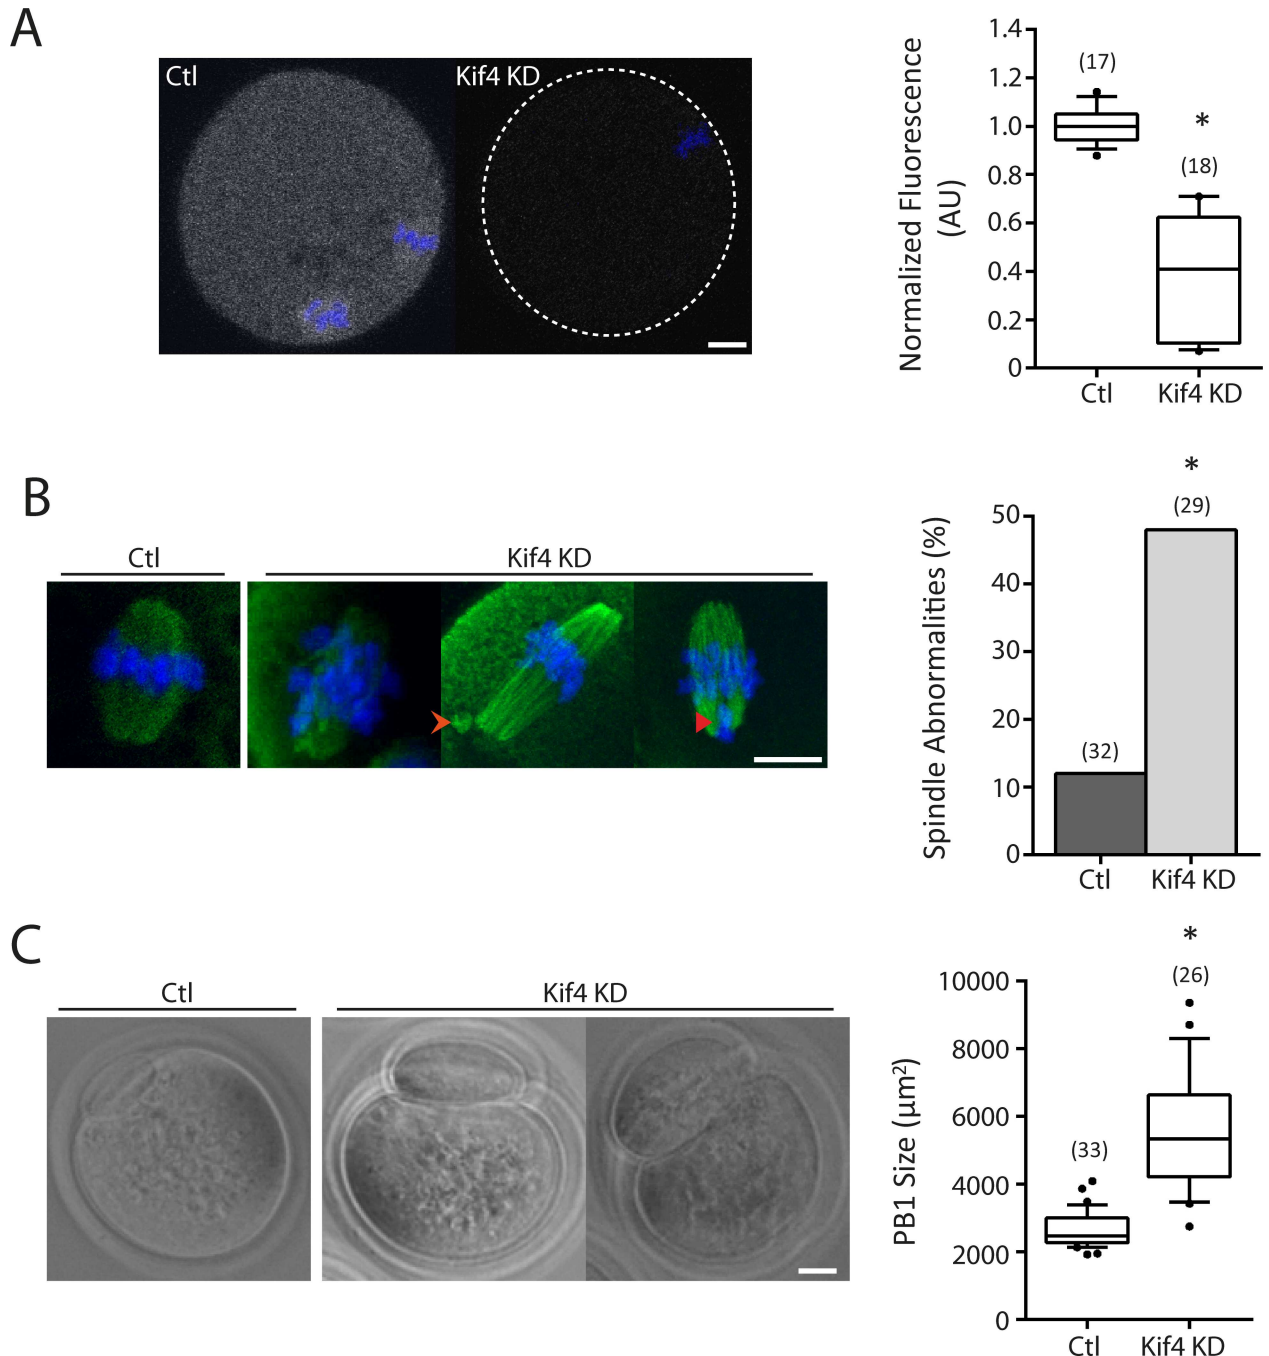 A
Ctl
Kif4 KD
Normalized Fluorescence
(AU)
1.4
1.2
1.0
0.8
0.6
0.4
0.2
0
(17)
*
(18)
Ctl
Kif4 KD
B
Ctl
Kif4 KD
Spindle Abnormalities (%)
50
40
30
20
10
0
*
(29)
(32)
Ctl
Kif4 KD
C
Ctl
Kif4 KD
PB1 Size (µm²)
10000
8000
6000
4000
2000
0
*
(26)
(33)
Ctl
Kif4 KD